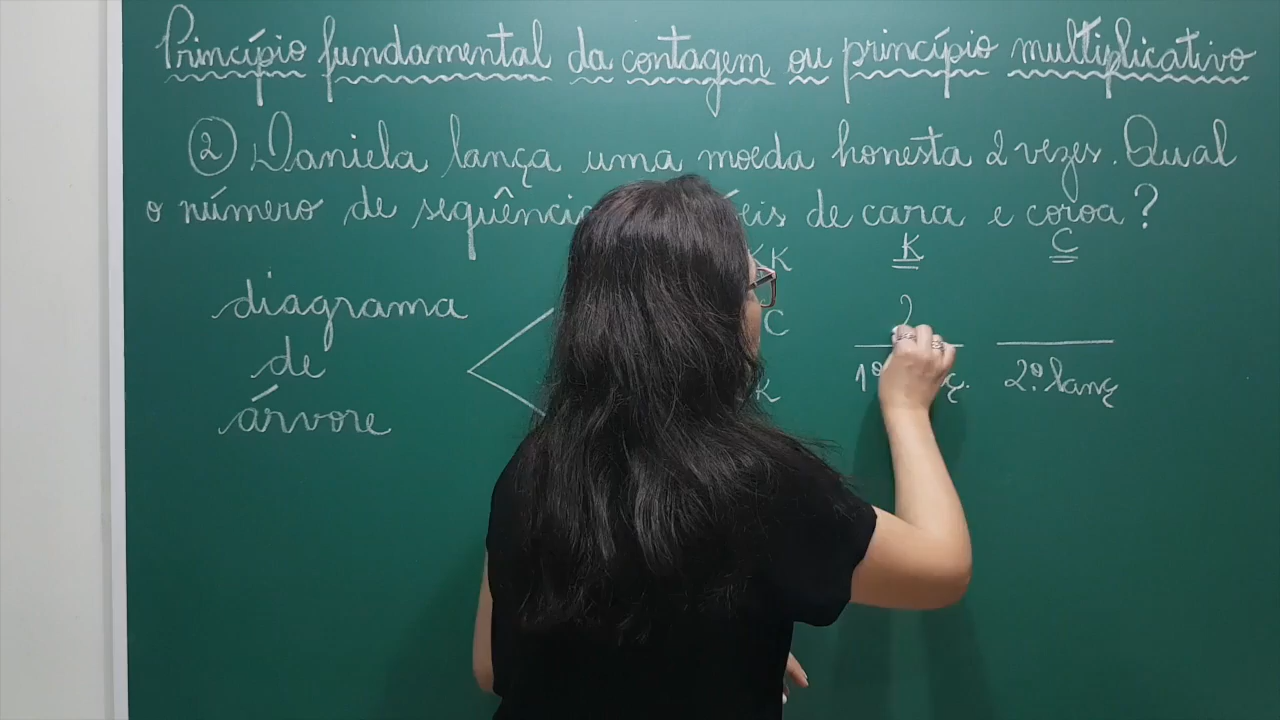 Princípio fundamental da contagem ou princípio multiplicativo
② Daniela lança uma moeda honesta 2 vezes. Qual
o número de de cara e coroa?
K C
K
diagrama
C
2
de
K
2º lanç
árvore